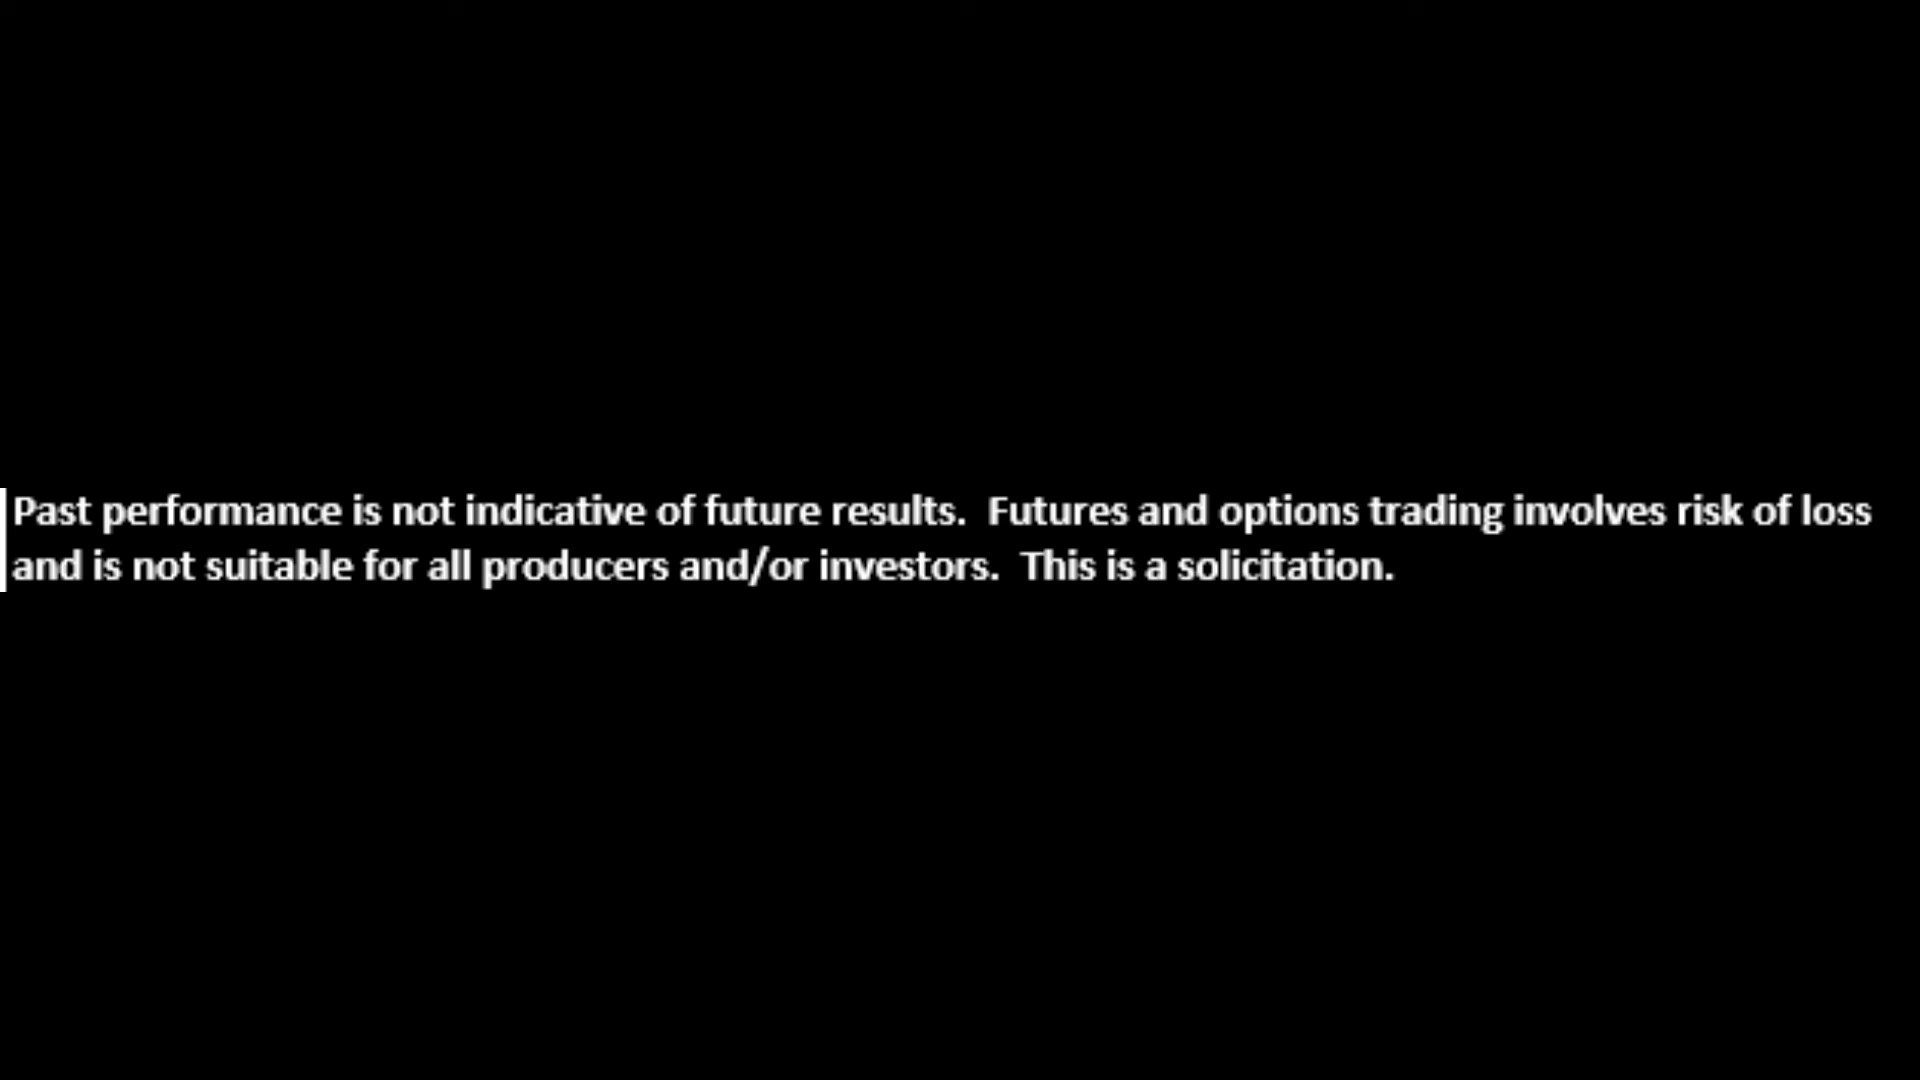 Past performance is not indicative of future results.  Futures and options trading involves risk of loss
and is not suitable for all producers and/or investors.  This is a solicitation.